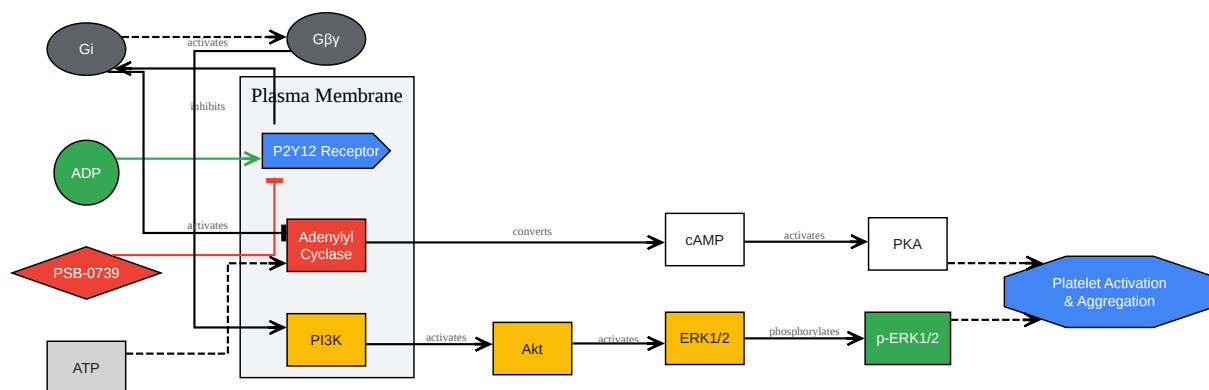 Gi
activates
Gβγ
Plasma Membrane
inhibits
P2Y12 Receptor
ADP
activates
Adenylyl
Cyclase
converts
cAMP
activates
PKA
PSB-0739
Platelet Activation
& Aggregation
PI3K
activates
Akt
activates
ERK1/2
phosphorylates
p-ERK1/2
ATP